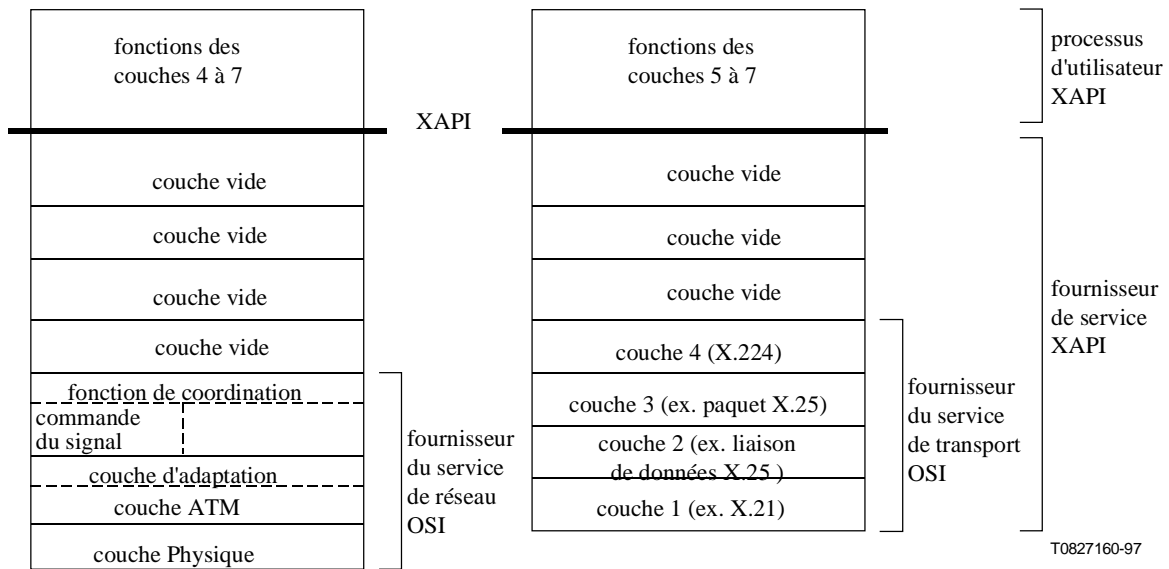 fonctions des
couches 4 à 7
XAPI
couche vide
couche vide
couche vide
couche vide
fonction de coordination
commande
du signal
couche d'adaptation
couche ATM
couche Physique
fournisseur
du service
de réseau
OSI
fonctions des
couches 5 à 7
couche vide
couche vide
couche vide
couche 4 (X.224)
couche 3 (ex. paquet X.25)
couche 2 (ex. liaison
de données X.25 )
couche 1 (ex. X.21)
fournisseur
du service
de transport
OSI
processus
d'utilisateur
XAPI
fournisseur
de service
XAPI
T0827160-97